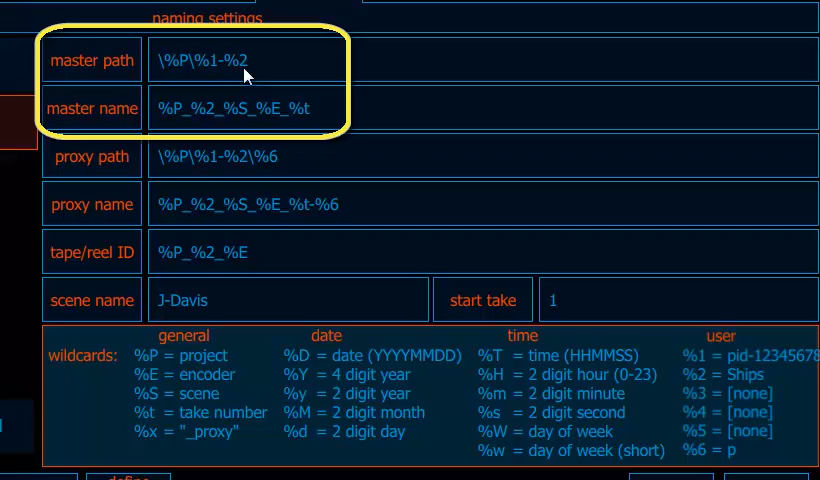 naming settings
master path \%P\%1-%2
master name %P_%2_%S_%E_%t
proxy path \%P\%1-%2\%6
proxy name %P_%2_%S_%E_%t-%6
tape/reel ID %P_%2_%E
scene name J-Davis start take 1
general date time user
wildcards: %P = project %D = date (YYYYMMDD) %T = time (HHMMSS) %1 = pid-12345678
%E = encoder %Y = 4 digit year %H = 2 digit hour (0-23) %2 = Ships
%S = scene %y = 2 digit year %m = 2 digit minute %3 = [none]
%t = take number %M = 2 digit month %s = 2 digit second %4 = [none]
%x = "_proxy" %d = 2 digit day %W = day of week %5 = [none]
%w = day of week (short) %6 = p